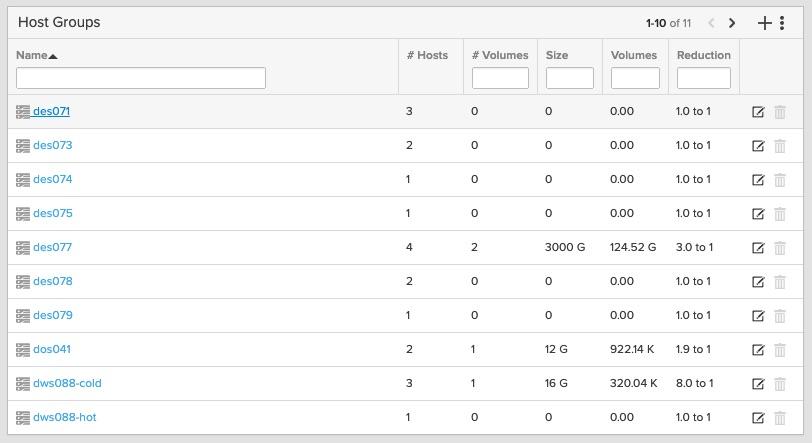 Host Groups 1-10 of 11
Name # Hosts # Volumes Size Volumes Reduction
des071 3 0 0 0.00 1.0 to 1
des073 2 0 0 0.00 1.0 to 1
des074 1 0 0 0.00 1.0 to 1
des075 1 0 0 0.00 1.0 to 1
des077 4 2 3000 G 124.52 G 3.0 to 1
des078 2 0 0 0.00 1.0 to 1
des079 1 0 0 0.00 1.0 to 1
dos041 2 1 12 G 922.14 K 1.9 to 1
dws088-cold 3 1 16 G 320.04 K 8.0 to 1
dws088-hot 1 0 0 0.00 1.0 to 1